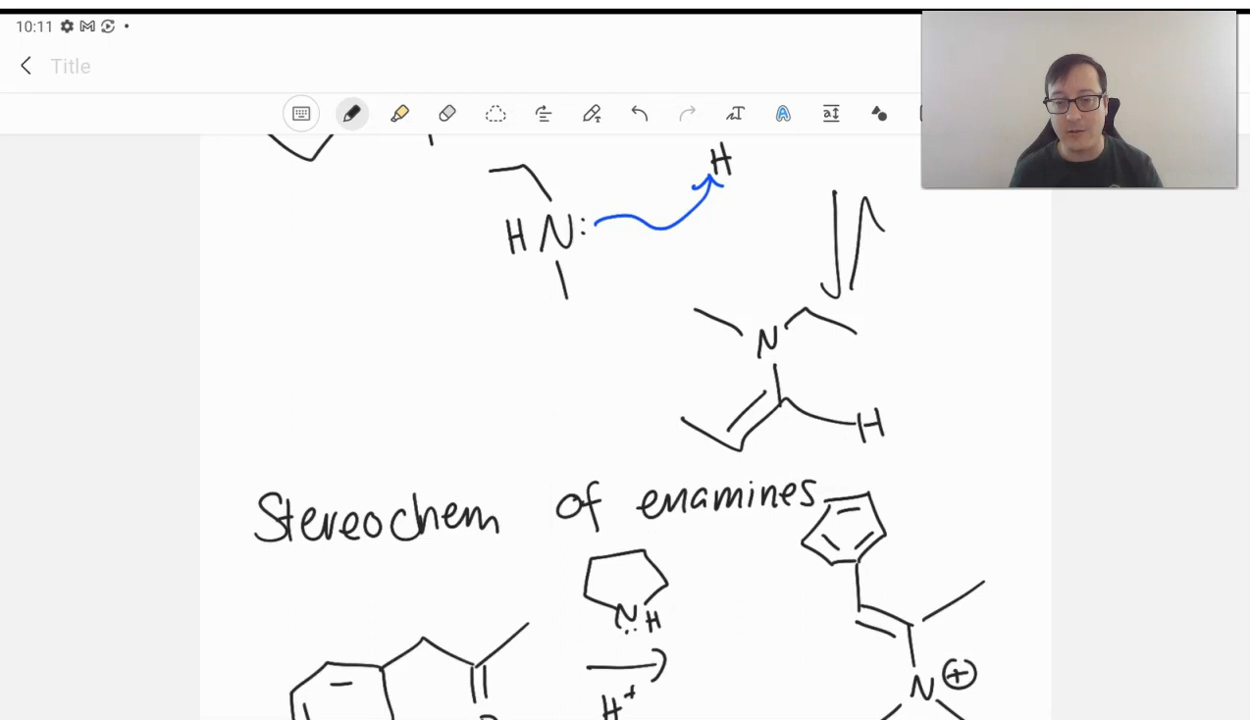 10:11
Title
H
HN:
N
H
Stereochem of enamines
N H
H+
N +